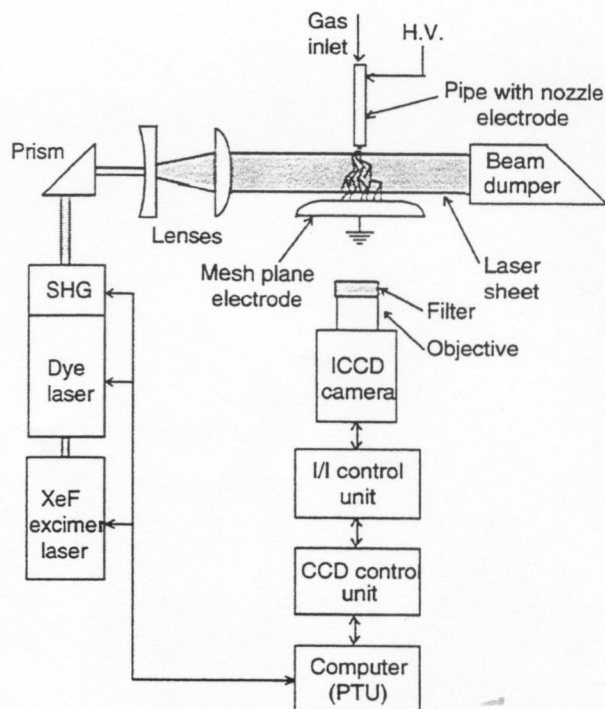 Gas
inlet
H.V.
Pipe with nozzle
electrode
Prism
Beam
dumper
Lenses
Mesh plane
electrode
Laser
sheet
SHG
Filter
Objective
Dye
laser
ICCD
camera
I/I control
unit
XeF
excimer
laser
CCD control
unit
Computer
(PTU)